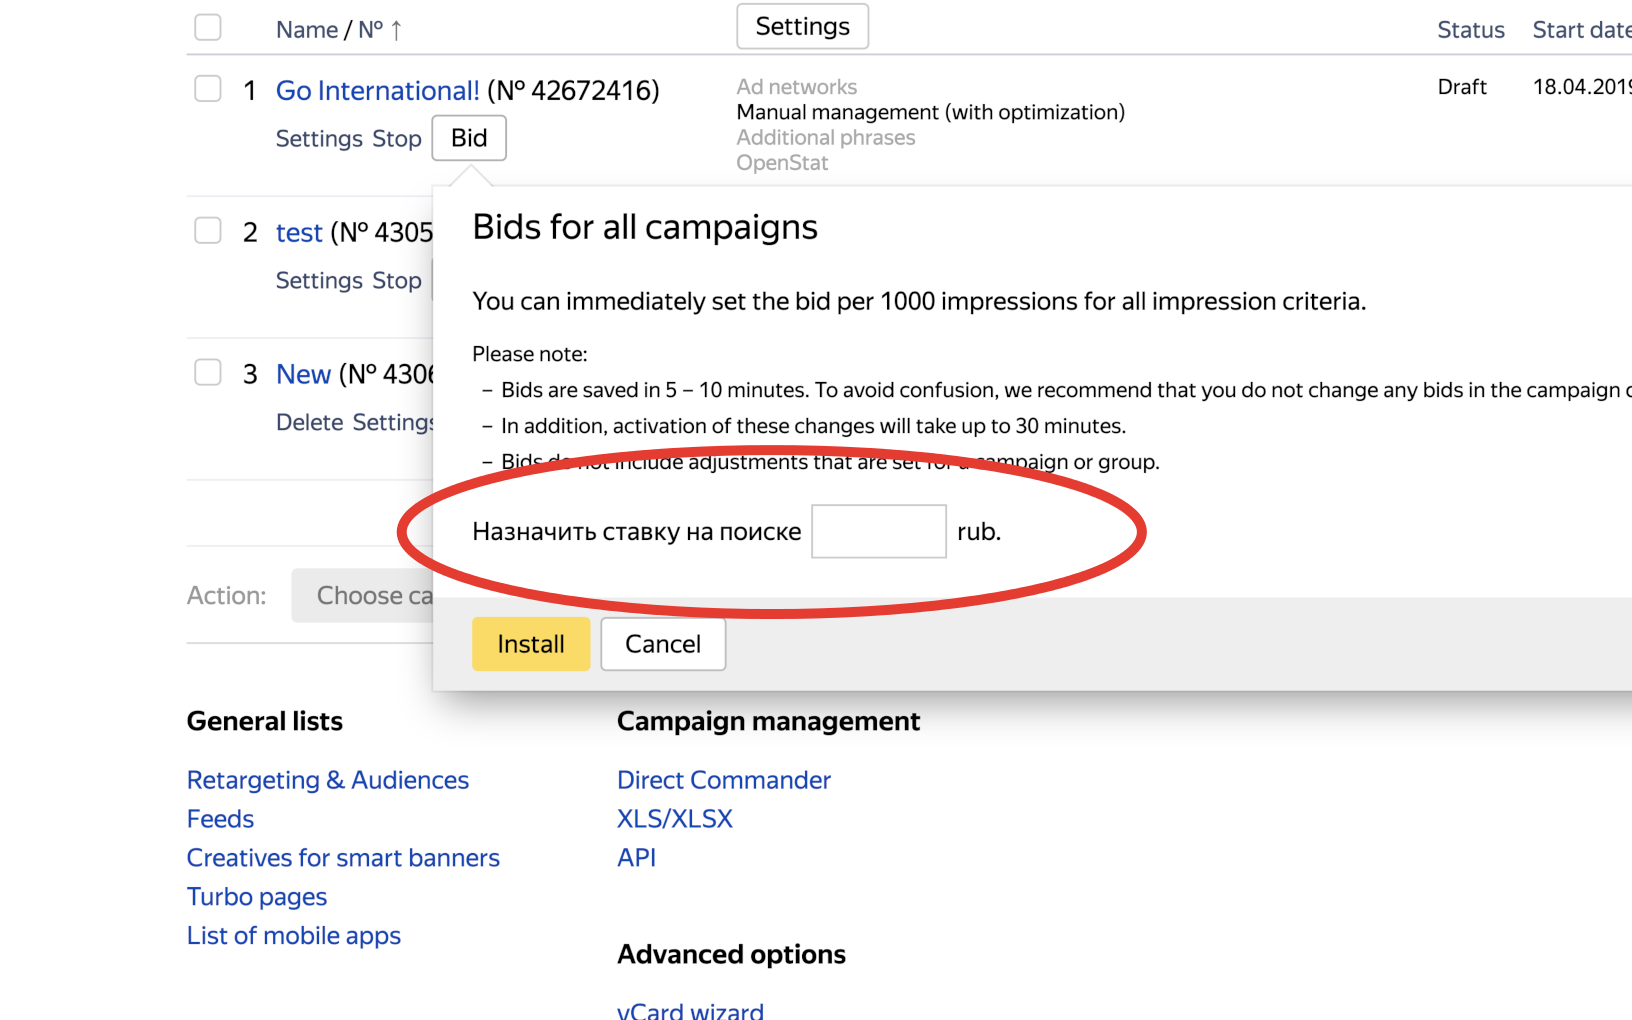 Name / Nº ↑
Settings
Status
Start date
1 Go International! (Nº 42672416)
Settings Stop Bid
Ad networks
Manual management (with optimization)
Additional phrases
OpenStat
Draft
18.04.2019
2 test (Nº 4305
Settings Stop
3 New (Nº 4306
Delete Settings
Bids for all campaigns
You can immediately set the bid per 1000 impressions for all impression criteria.
Please note:
– Bids are saved in 5 – 10 minutes. To avoid confusion, we recommend that you do not change any bids in the campaign
– In addition, activation of these changes will take up to 30 minutes.
– Bids do not include adjustments that are set for a campaign or group.
Назначить ставку на поиске rub.
Action: Choose ca
Install Cancel
General lists
Retargeting & Audiences
Feeds
Creatives for smart banners
Turbo pages
List of mobile apps
Campaign management
Direct Commander
XLS/XLSX
API
Advanced options
vCard wizard